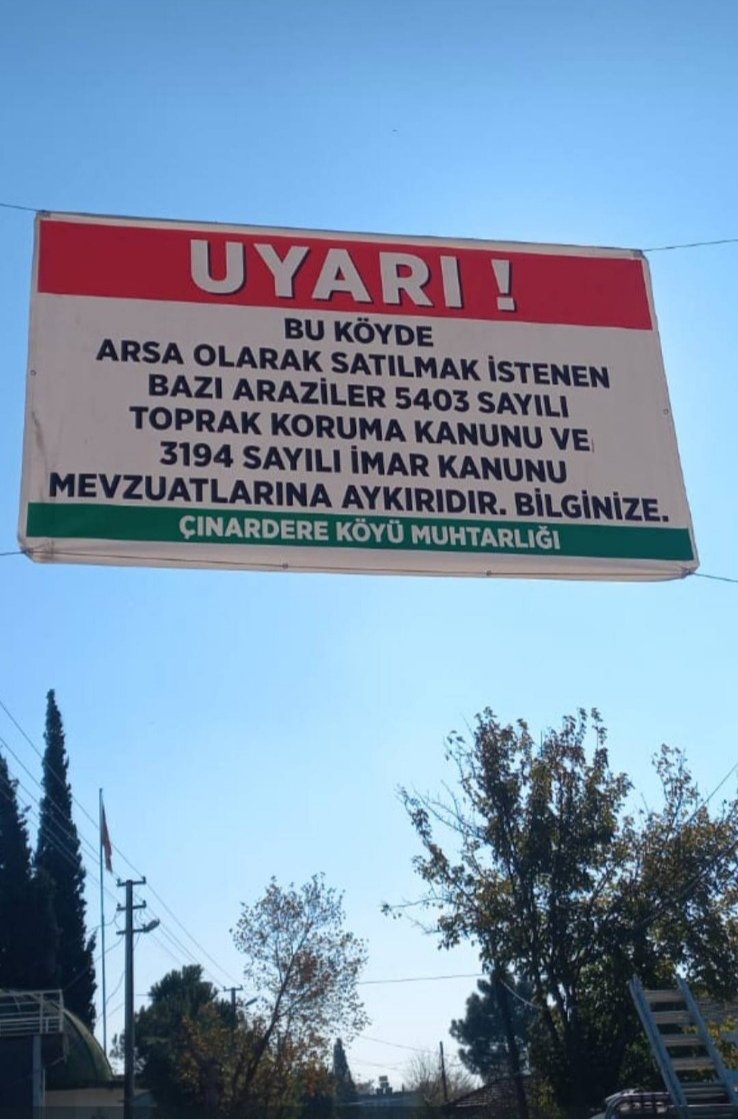 UYARI !
BU KÖYDE
ARSA OLARAK SATILMAK İSTENEN
BAZI ARAZİLER 5403 SAYILI
TOPRAK KORUMA KANUNU VE
3194 SAYILI İMAR KANUNU
MEVZUATLARINA AYKIRIDIR. BİLGİNİZE.
ÇINARDERE KÖYÜ MUHTARLIĞI